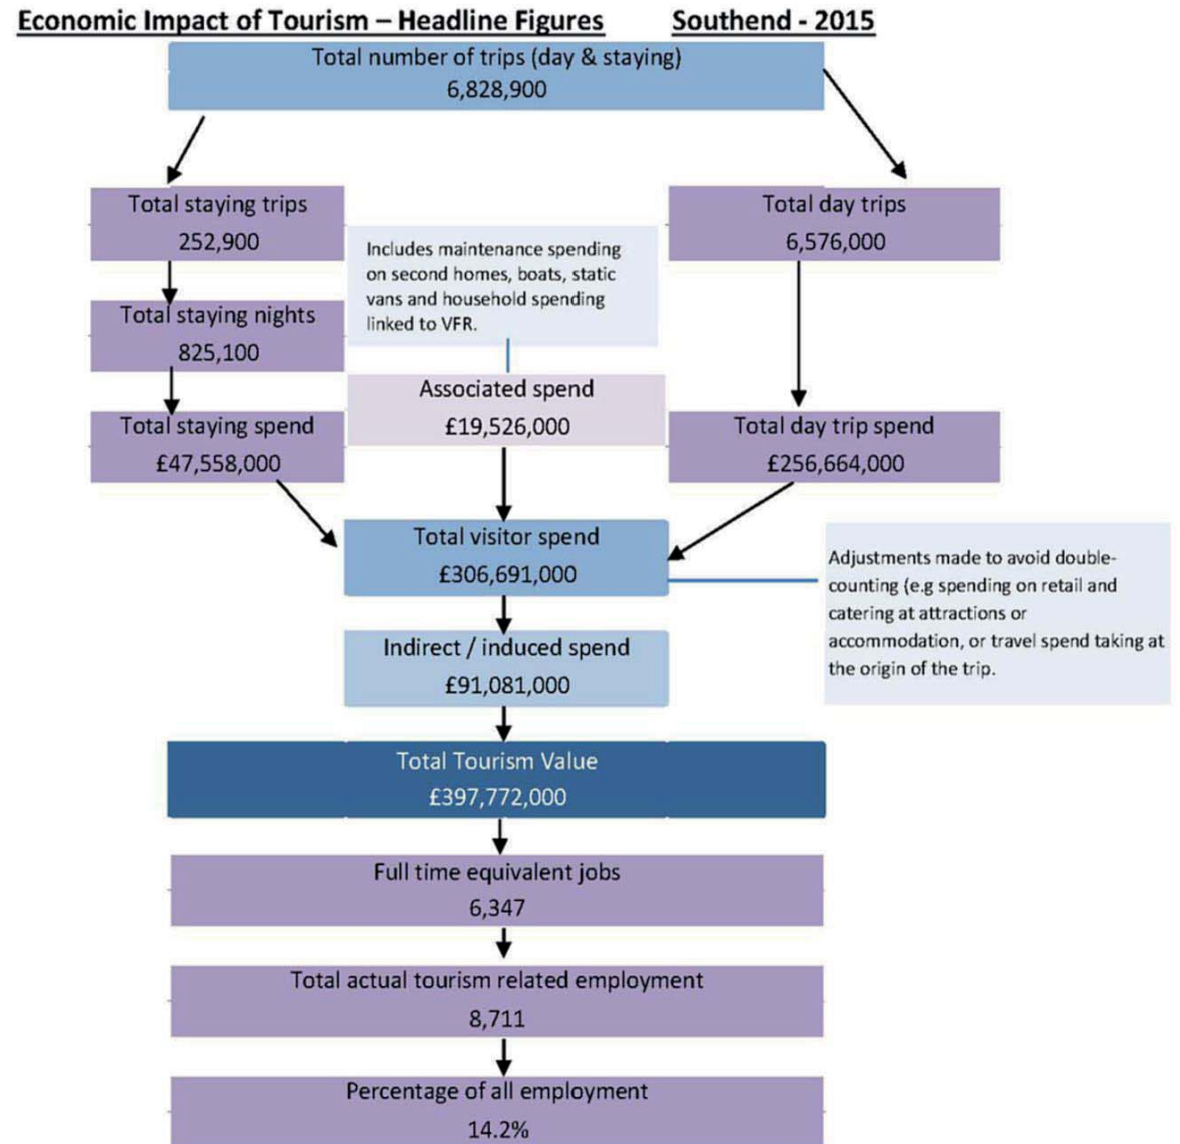 Economic Impact of Tourism – Headline Figures Southend - 2015
Total number of trips (day & staying)
6,828,900
Total staying trips
252,900
Total day trips
6,576,000
Includes maintenance spending
on second homes, boats, static
vans and household spending
linked to VFR.
Total staying nights
825,100
Associated spend
£19,526,000
Total staying spend
£47,558,000
Total day trip spend
£256,664,000
Total visitor spend
£306,691,000
Adjustments made to avoid double-
counting (e.g spending on retail and
catering at attractions or
accommodation, or travel spend taking at
the origin of the trip.
Indirect / induced spend
£91,081,000
Total Tourism Value
£397,772,000
Full time equivalent jobs
6,347
Total actual tourism related employment
8,711
Percentage of all employment
14.2%